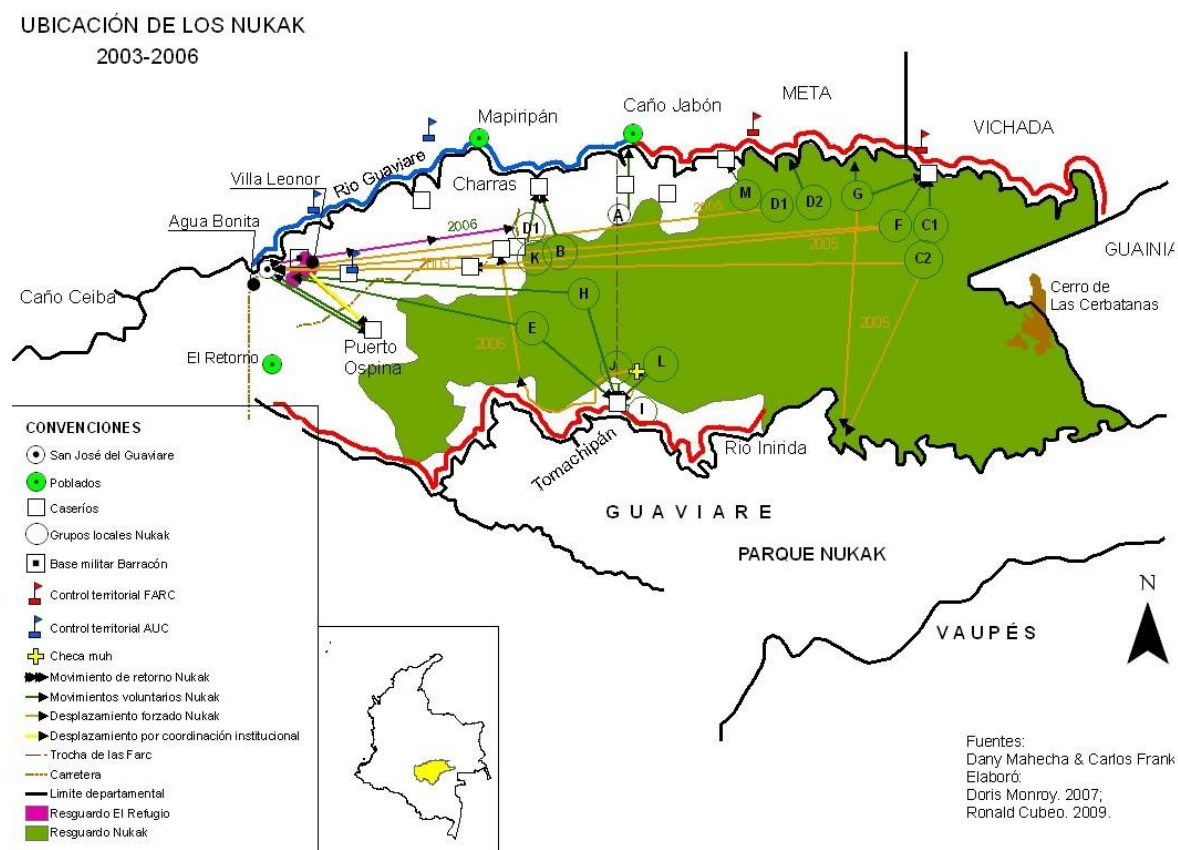 UBICACIÓN DE LOS NUKAK
2003-2006
META
Caño Jabón
Mapiripán
VICHADA
Rio Guaviare
Villa Leonor
Charras
Agua Bonita
A
M
D1
D2
G
2005
F
C1
D1
2006
B
K
2005
C2
2003
GUAINIA
Caño Ceiba
H
Cerro de
Las Cerbatanas
E
2005
El Retorno
Puerto
Ospina
2006
J
L
I
Tomachipán
Rio Inirida
GUAVIARE
PARQUE NUKAK
VAUPÉS
N
CONVENCIONES
San José del Guaviare
Poblados
Caseríos
Grupos locales Nukak
Base militar Barracón
Control territorial FARC
Control territorial AUC
Checa muh
Movimiento de retorno Nukak
Movimientos voluntarios Nukak
Desplazamiento forzado Nukak
Desplazamiento por coordinación institucional
Trocha de las Farc
Carretera
Limite departamental
Resguardo El Refugio
Resguardo Nukak
Fuentes:
Dany Mahecha & Carlos Frank
Elaboró:
Doris Monroy. 2007;
Ronald Cubeo. 2009.